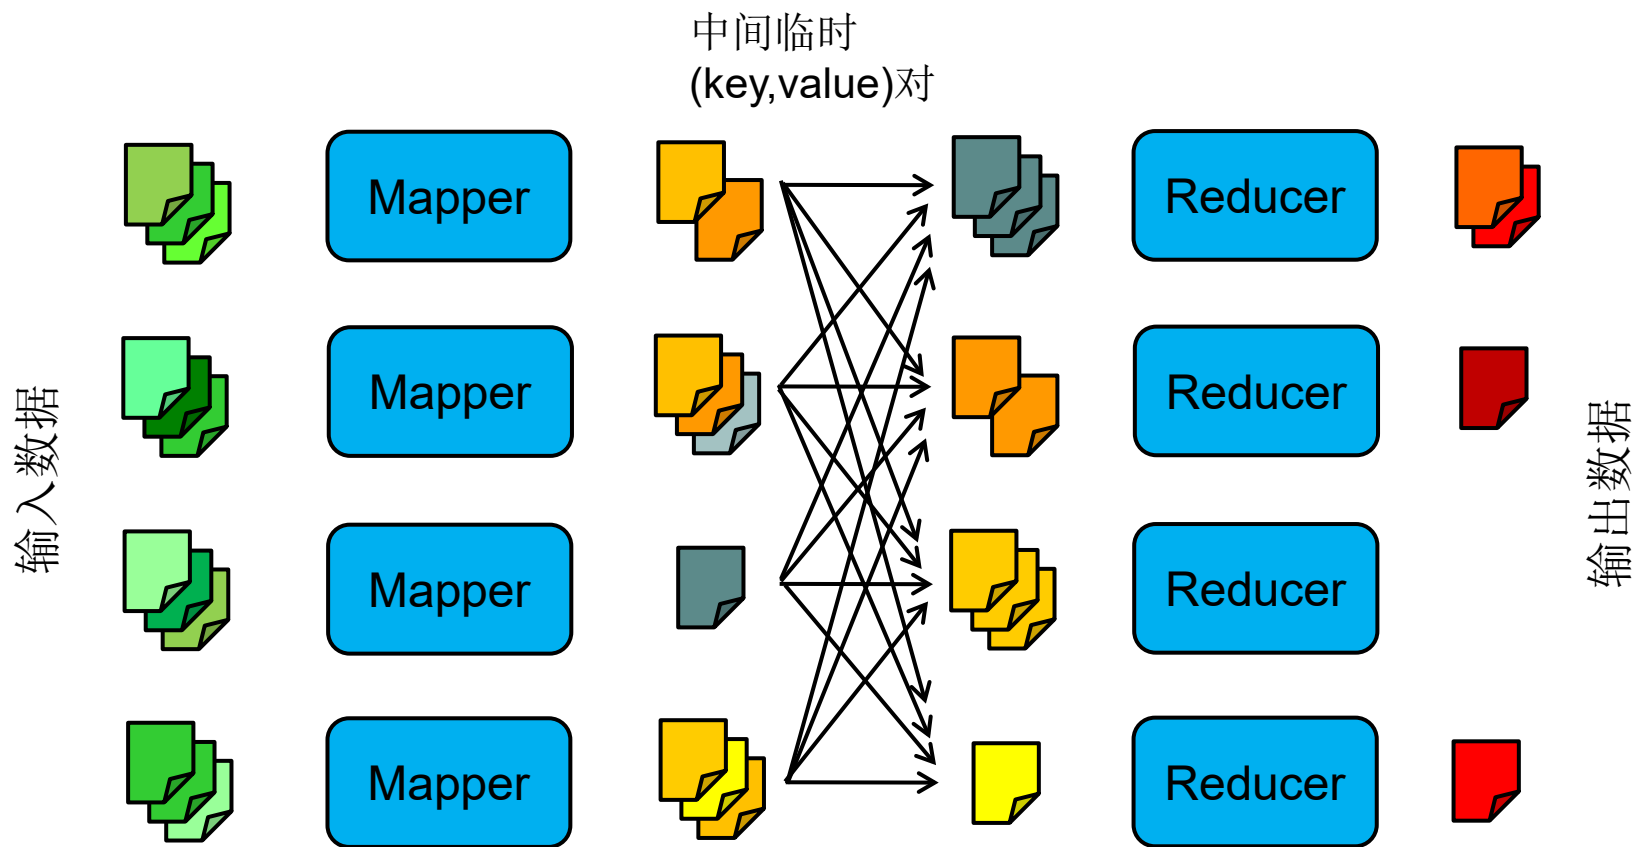 中间临时
(key,value)对
输入数据
Mapper
Reducer
Mapper
Reducer
Mapper
Reducer
Mapper
Reducer
输出数据